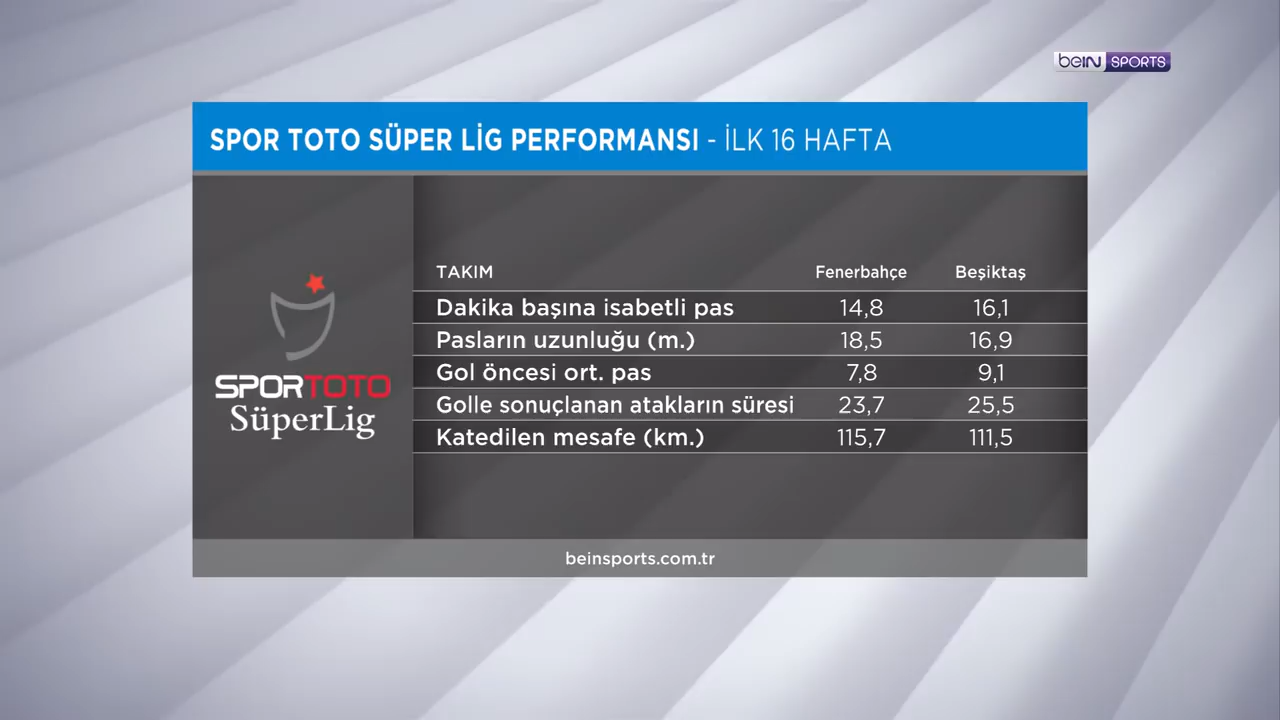 beIN SPORTS
SPOR TOTO SÜPER LİG PERFORMANSI - İLK 16 HAFTA
TAKIM Fenerbahçe Beşiktaş
Dakika başına isabetli pas 14,8 16,1
Pasların uzunluğu (m.) 18,5 16,9
Gol öncesi ort. pas 7,8 9,1
Golle sonuçlanan atakların süresi 23,7 25,5
Katedilen mesafe (km.) 115,7 111,5
SPORTOTO
SüperLig
beinsports.com.tr